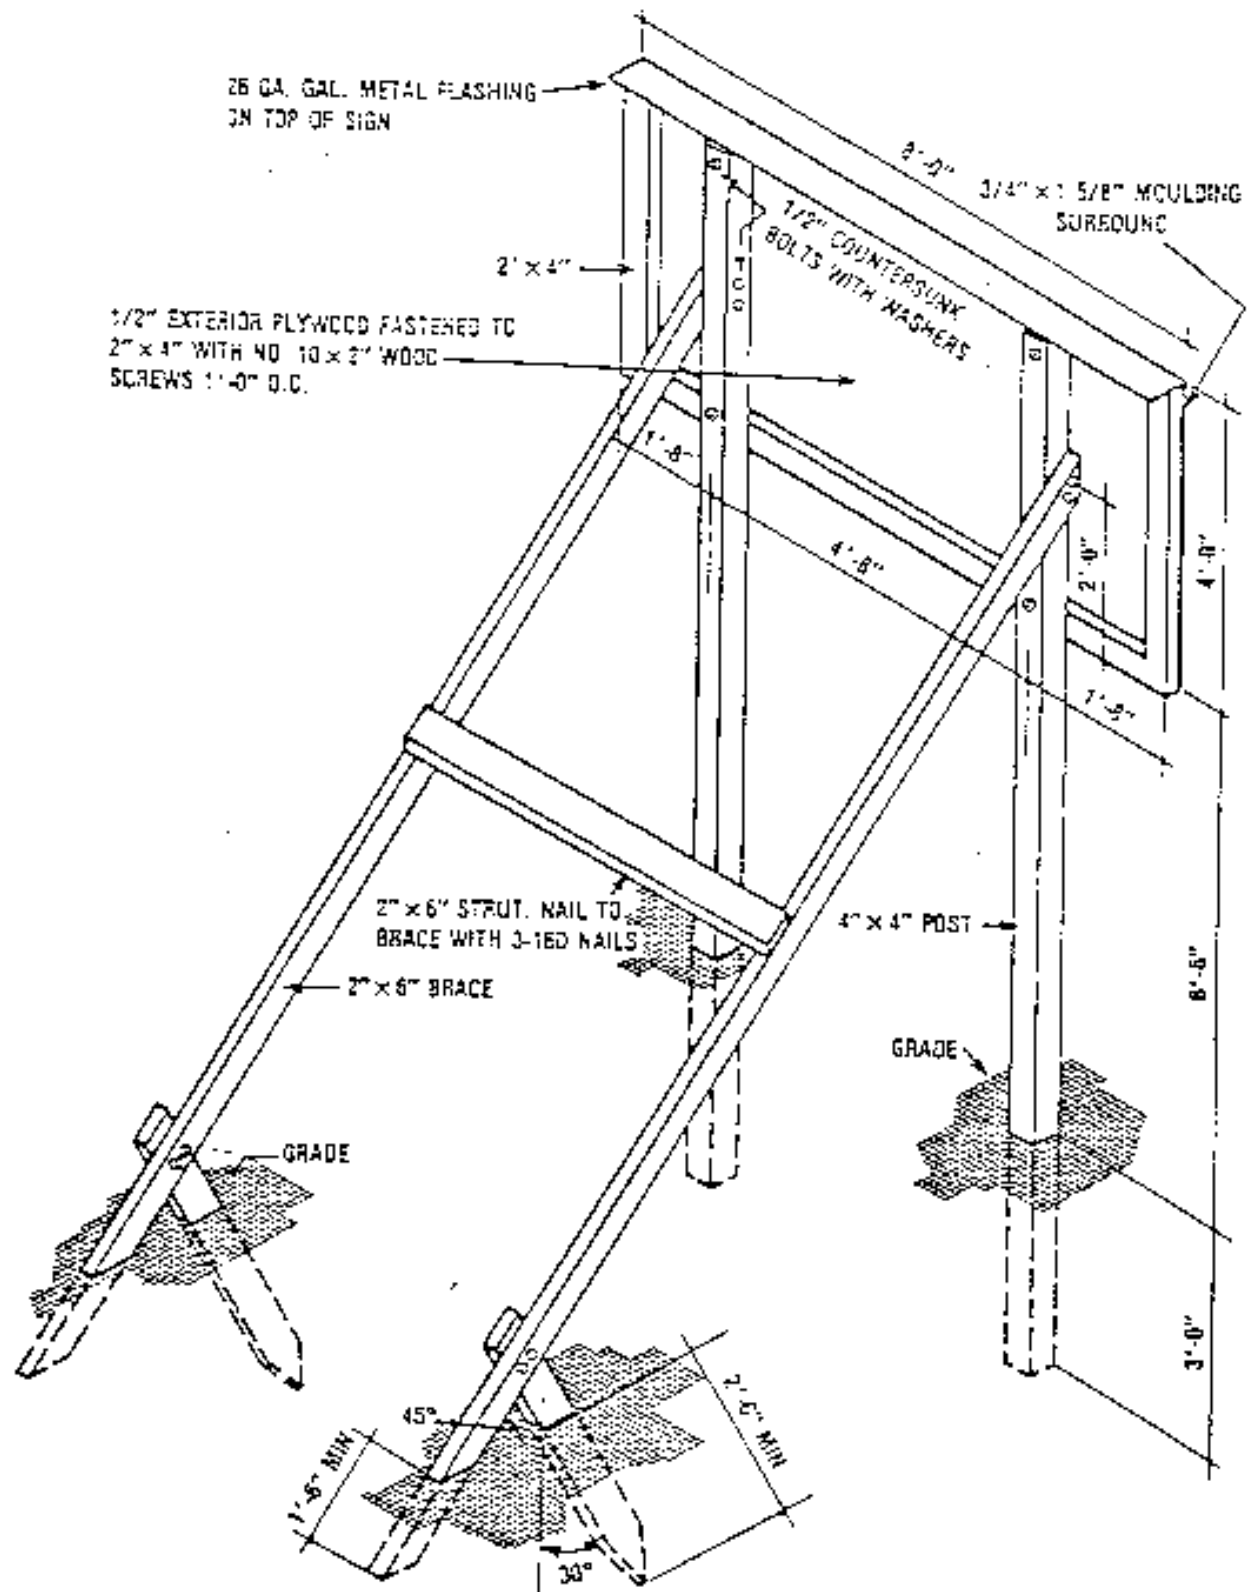 26 GA. GAL. METAL FLASHING
ON TOP OF SIGN
8'-0"
3/4" × 1 5/8" MOULDING
SURROUND
1/2" COUNTERSUNK
BOLTS WITH WASHERS
2" × 4"
1/2" EXTERIOR PLYWOOD FASTENED TO
2" × 4" WITH NO. 10 × 2" WOOD
SCREWS 1'-0" O.C.
1'-8"
4'-8"
2'-0"
4'-0"
1'-8"
2" × 6" STRUT. NAIL TO
BRACE WITH 3-16D NAILS
4" × 4" POST
2" × 6" BRACE
GRADE
GRADE
3'-0"
45°
2'-6" MIN
1'-6" MIN
30°